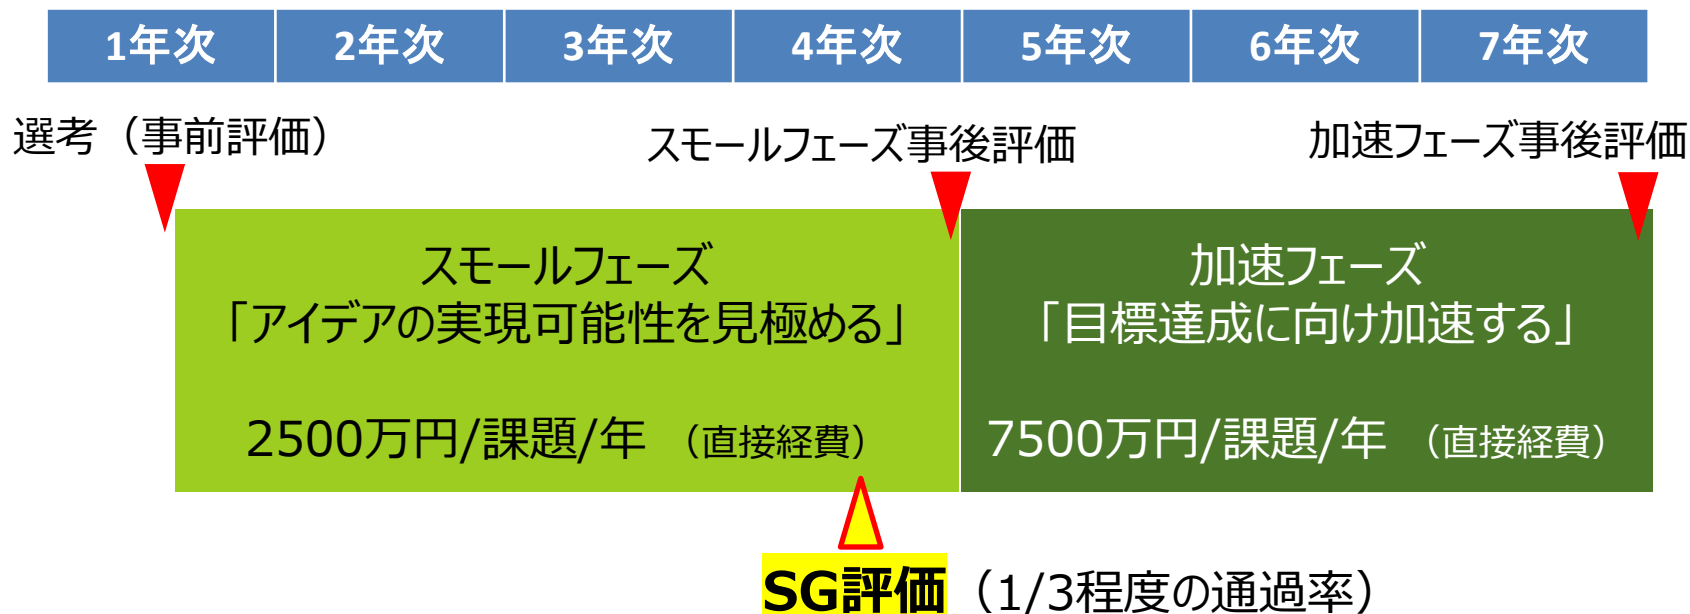 1年次 2年次 3年次 4年次 5年次 6年次 7年次
選考（事前評価）
スモールフェーズ事後評価
加速フェーズ事後評価
スモールフェーズ
「アイデアの実現可能性を見極める」
2500万円/課題/年 （直接経費）
加速フェーズ
「目標達成に向け加速する」
7500万円/課題/年 （直接経費）
SG評価（1/3程度の通過率）